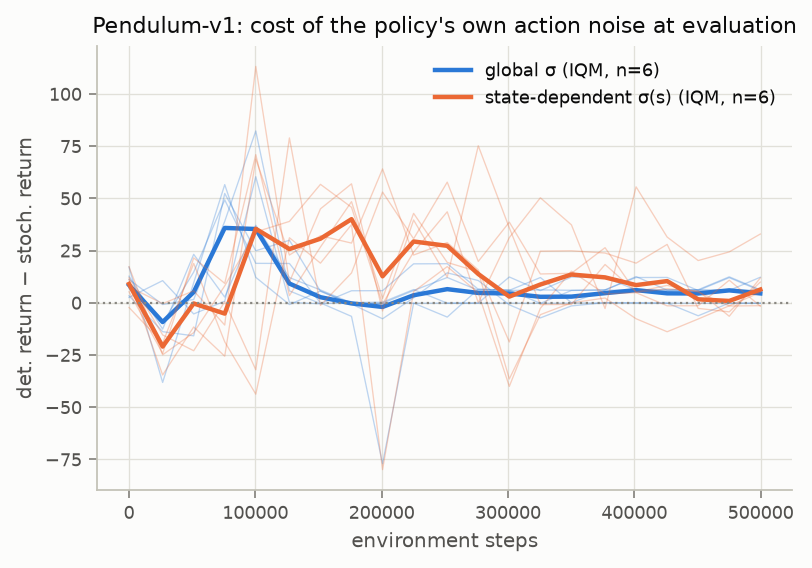 Pendulum-v1: cost of the policy's own action noise at evaluation
global σ (IQM, n=6)
state-dependent σ(s) (IQM, n=6)
det. return − stoch. return
100
75
50
25
0
−25
−50
−75
0
100000
200000
300000
400000
500000
environment steps